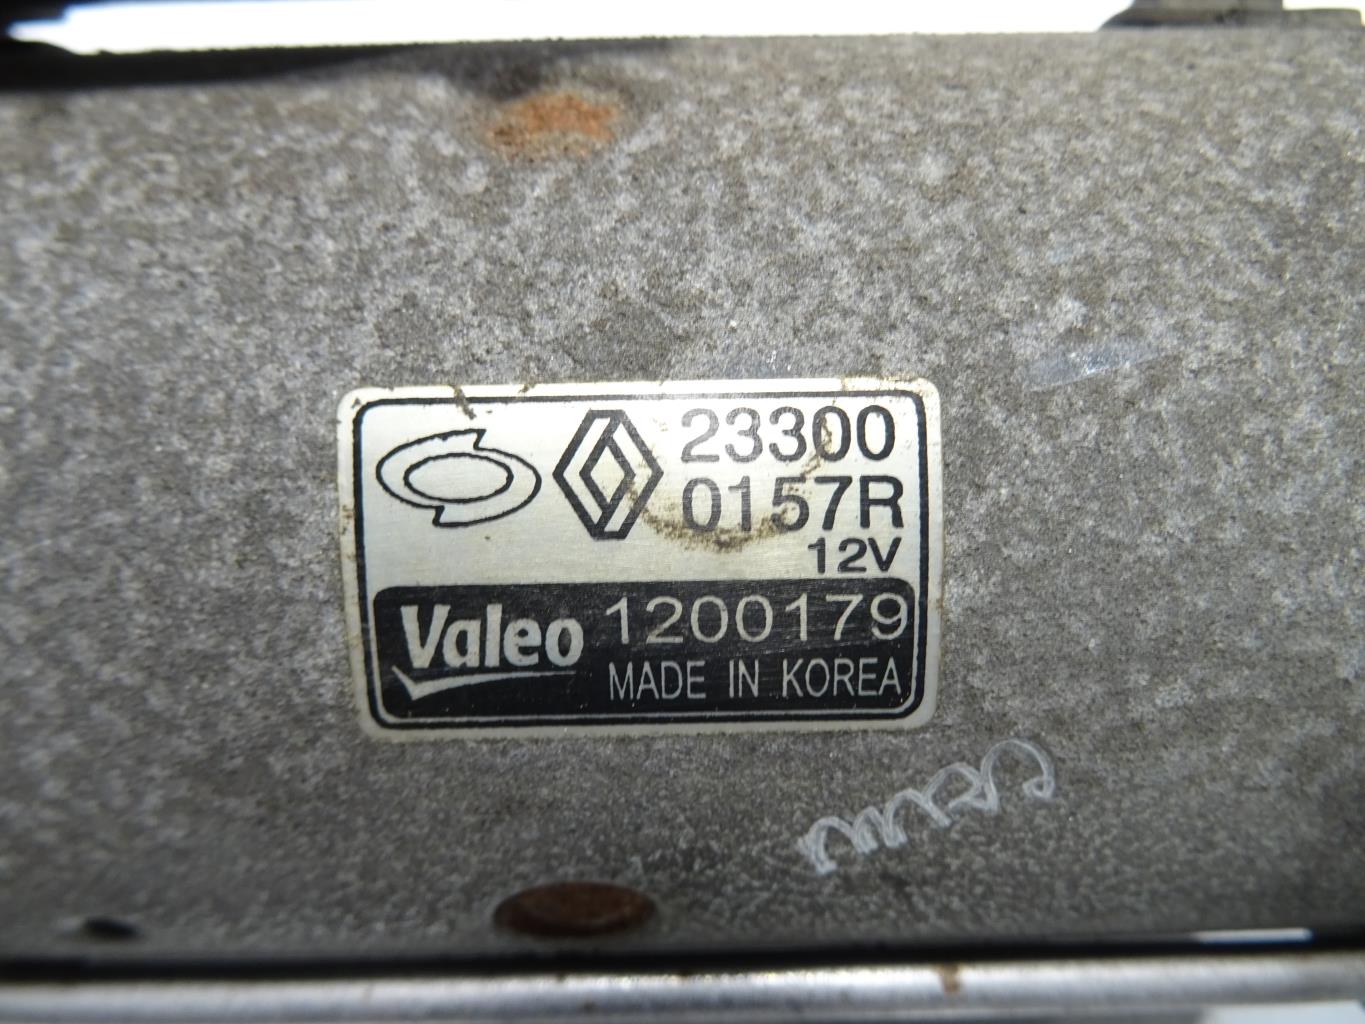 23300
0157R
12V
Valeo 1200179
MADE IN KOREA